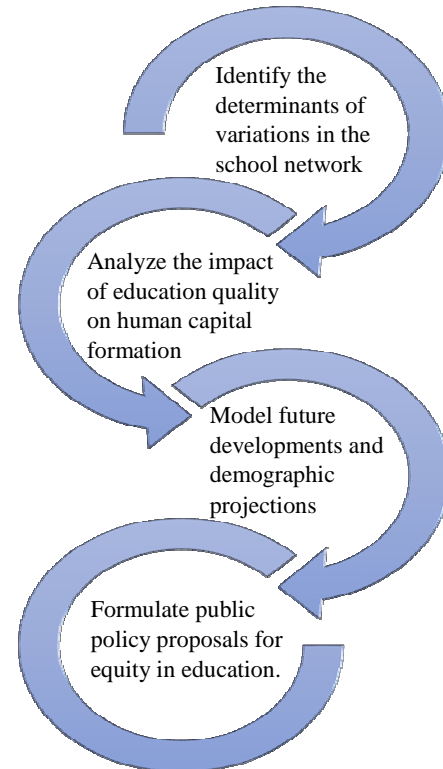 Identify the
determinants of
variations in the
school network
Analyze the impact
of education quality
on human capital
formation
Model future
developments and
demographic
projections
Formulate public
policy proposals for
equity in education.